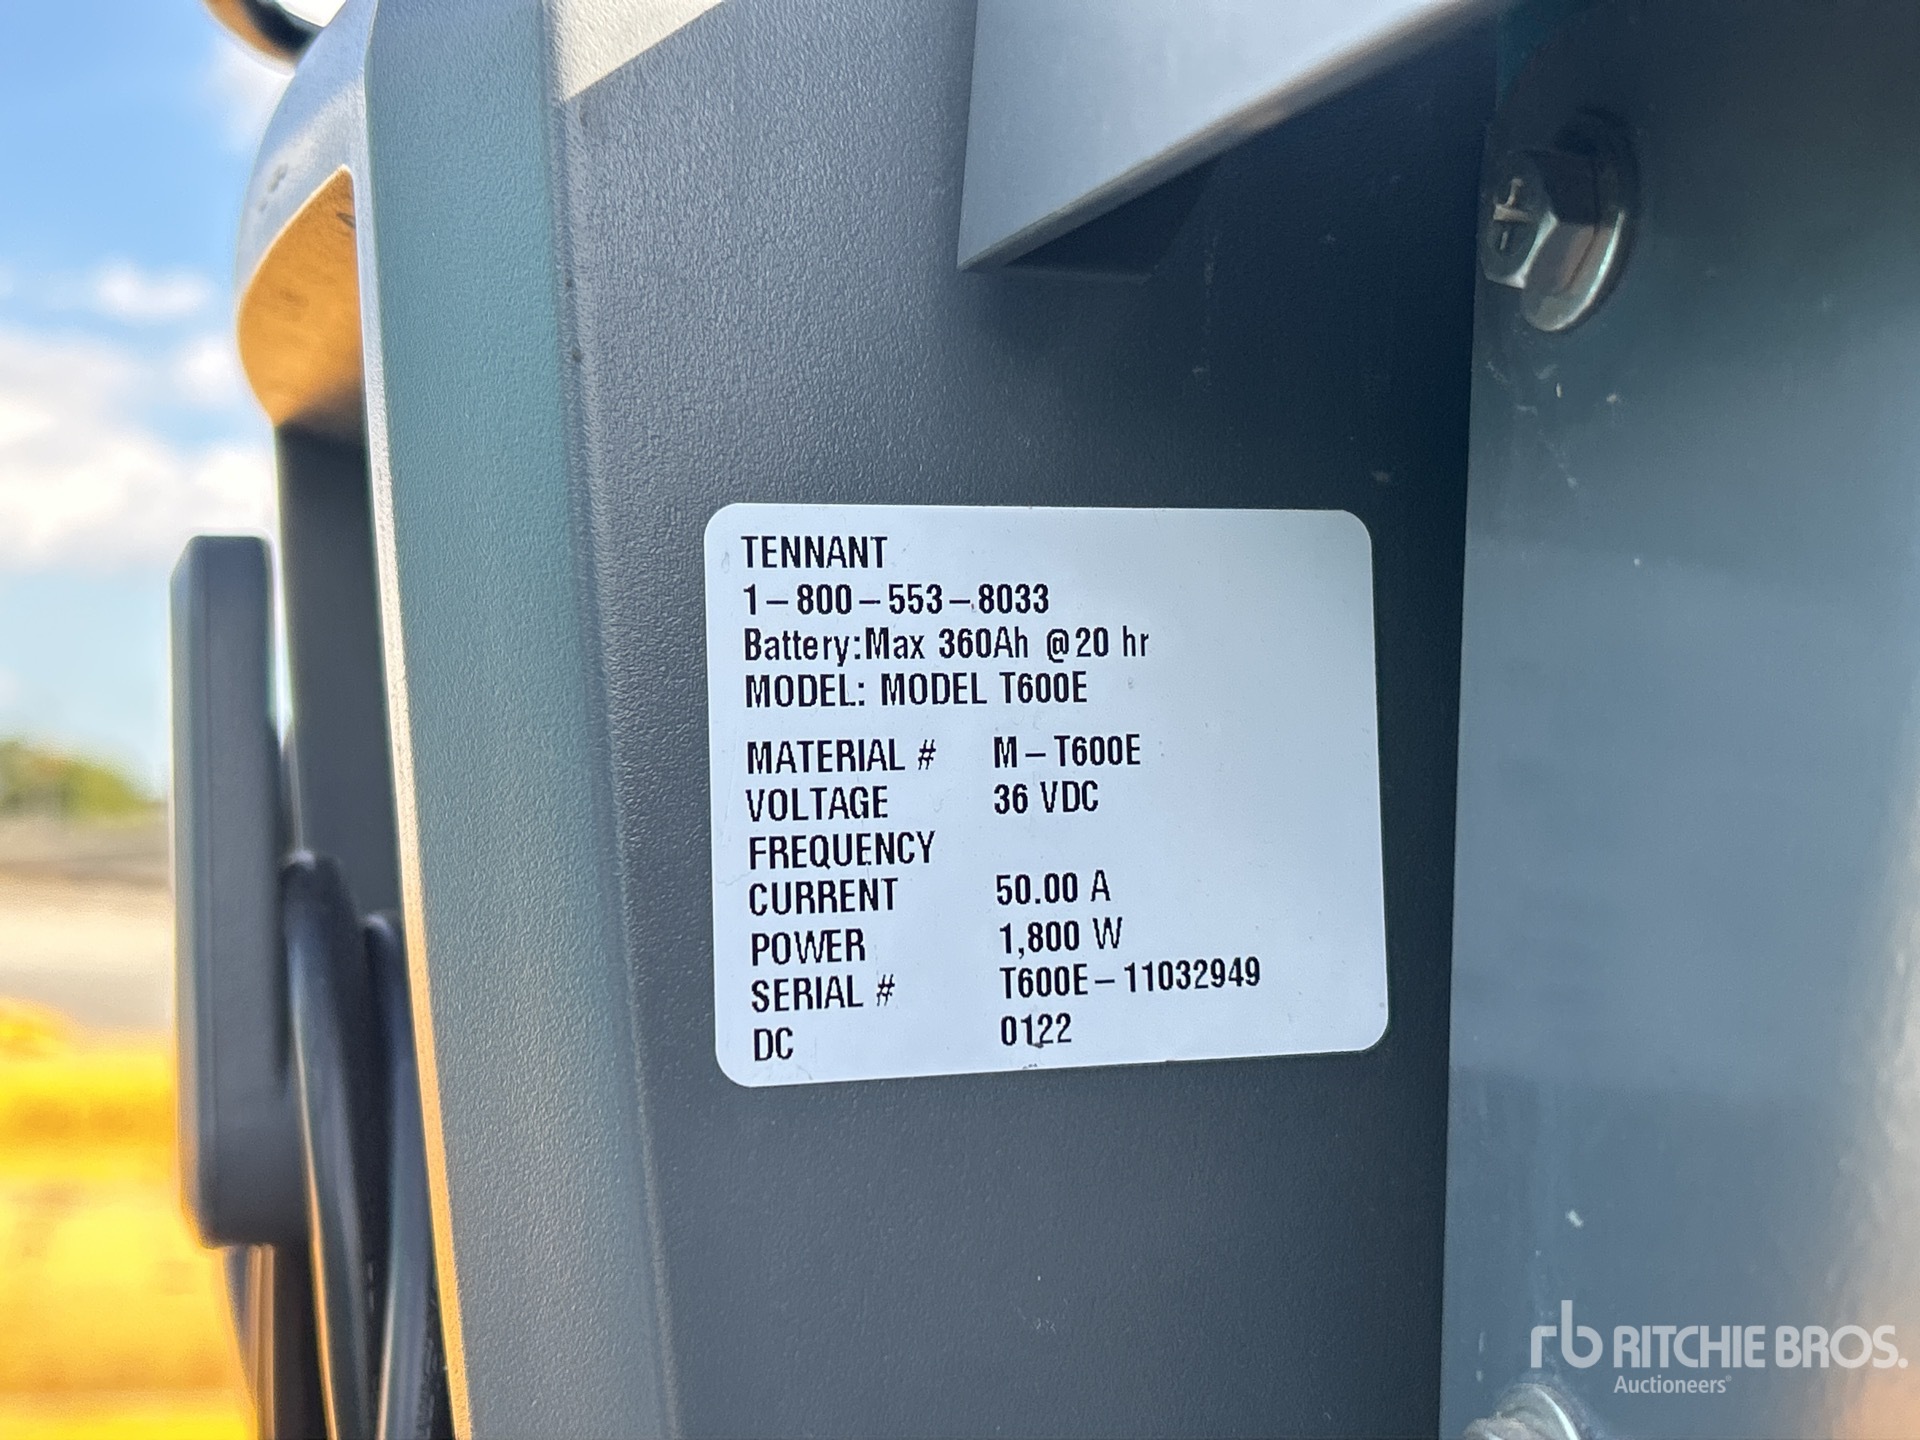 TENNANT
1-800-553-8033
Battery:Max 360Ah @20 hr
MODEL: MODEL T600E
MATERIAL # M-T600E
VOLTAGE 36 VDC
FREQUENCY
CURRENT 50.00 A
POWER 1,800 W
SERIAL # T600E-11032949
DC 0122
rb RITCHIE BROS.
Auctioneers